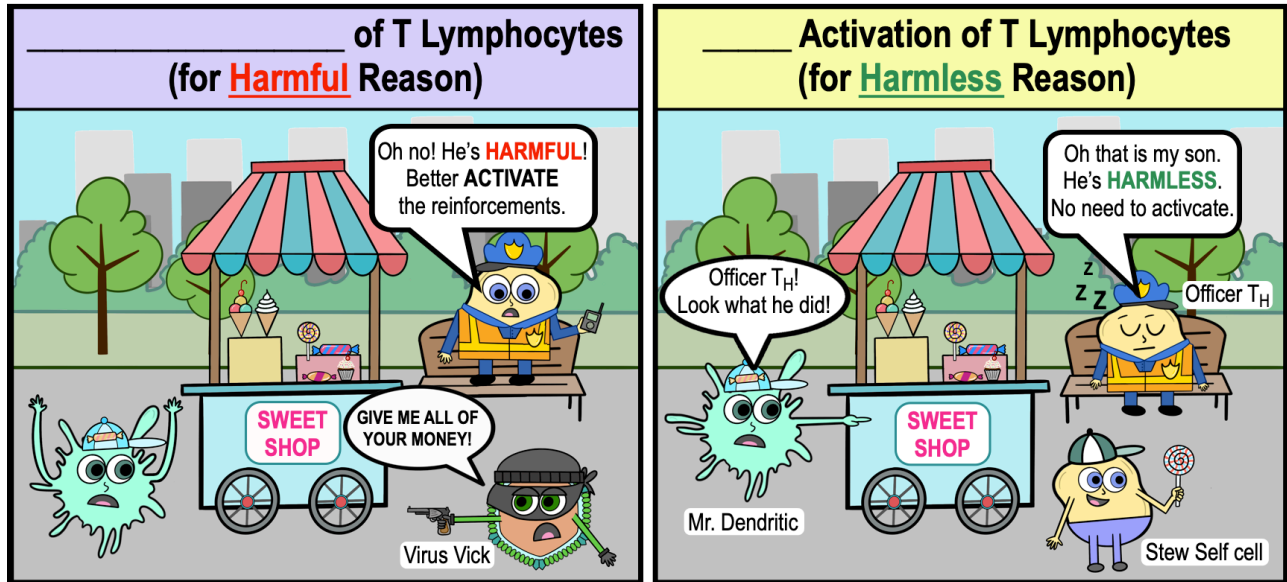 __________________ of T Lymphocytes
(for Harmful Reason)
Oh no! He's HARMFUL!
Better ACTIVATE
the reinforcements.
SWEET
SHOP
GIVE ME ALL OF
YOUR MONEY!
Virus Vick
_____ Activation of T Lymphocytes
(for Harmless Reason)
Oh that is my son.
He's HARMLESS.
No need to activcate.
Officer TH!
Look what he did!
z
z
Z
Officer TH
SWEET
SHOP
Mr. Dendritic
Stew Self cell